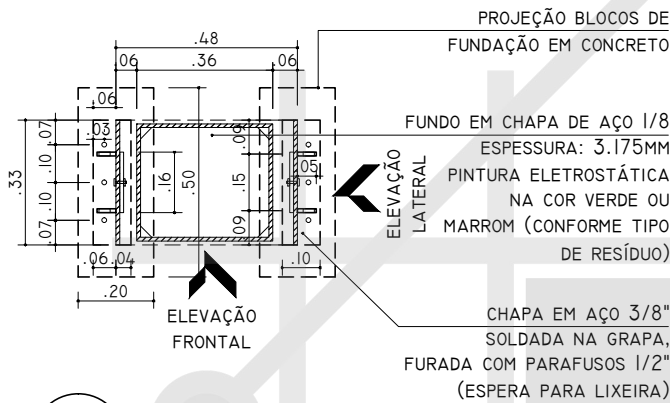 PROJEÇÃO BLOCOS DE
FUNDAÇÃO EM CONCRETO
.48
.06
.36
.06
.06
.03
.07
.10
.10
.07
.33
.16
.50
.09
.15
.09
.05
.06
.04
.10
.20
ELEVAÇÃO
LATERAL
ELEVAÇÃO
FRONTAL
FUNDO EM CHAPA DE AÇO 1/8
ESPESSURA: 3.175MM
PINTURA ELETROSTÁTICA
NA COR VERDE OU
MARROM (CONFORME TIPO
DE RESÍDUO)
CHAPA EM AÇO 3/8"
SOLDADA NA GRAPA,
FURADA COM PARAFUSOS 1/2"
(ESPERA PARA LIXEIRA)